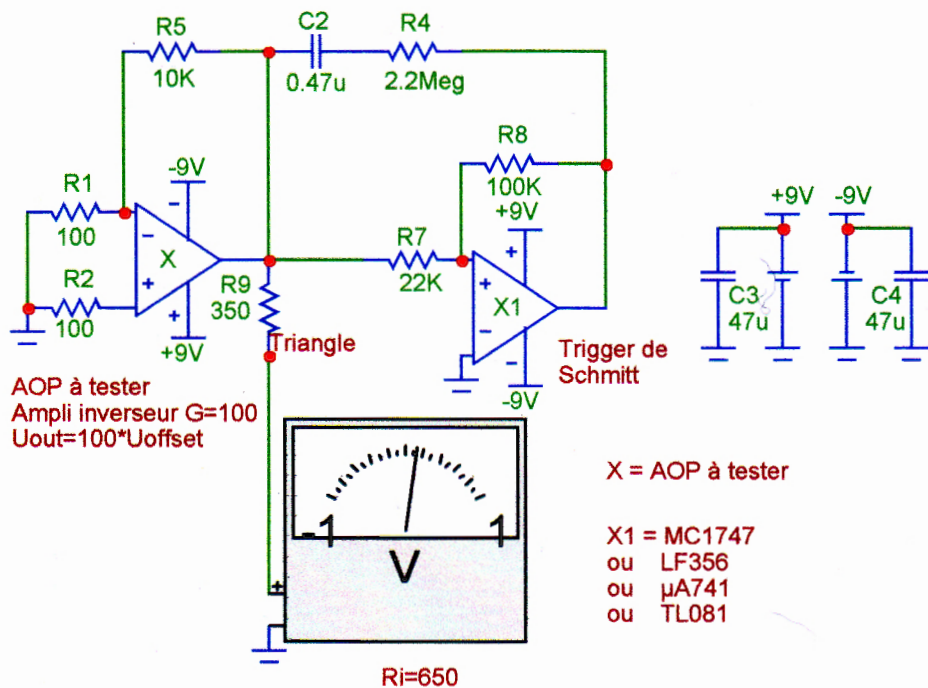 R5
10K
C2
0.47u
R4
2.2Meg
R8
100K
-9V
R1
100
-
X
+
R2
100
+
+9V
R9
350
Triangle
R7
22K
+9V
+
X1
-
-9V
Trigger de
Schmitt
+9V
-9V
C3
47u
C4
47u
AOP à tester
Ampli inverseur G=100
Uout=100*Uoffset
-1
1
V
+
Ri=650
X = AOP à tester
X1 = MC1747
ou LF356
ou µA741
ou TL081